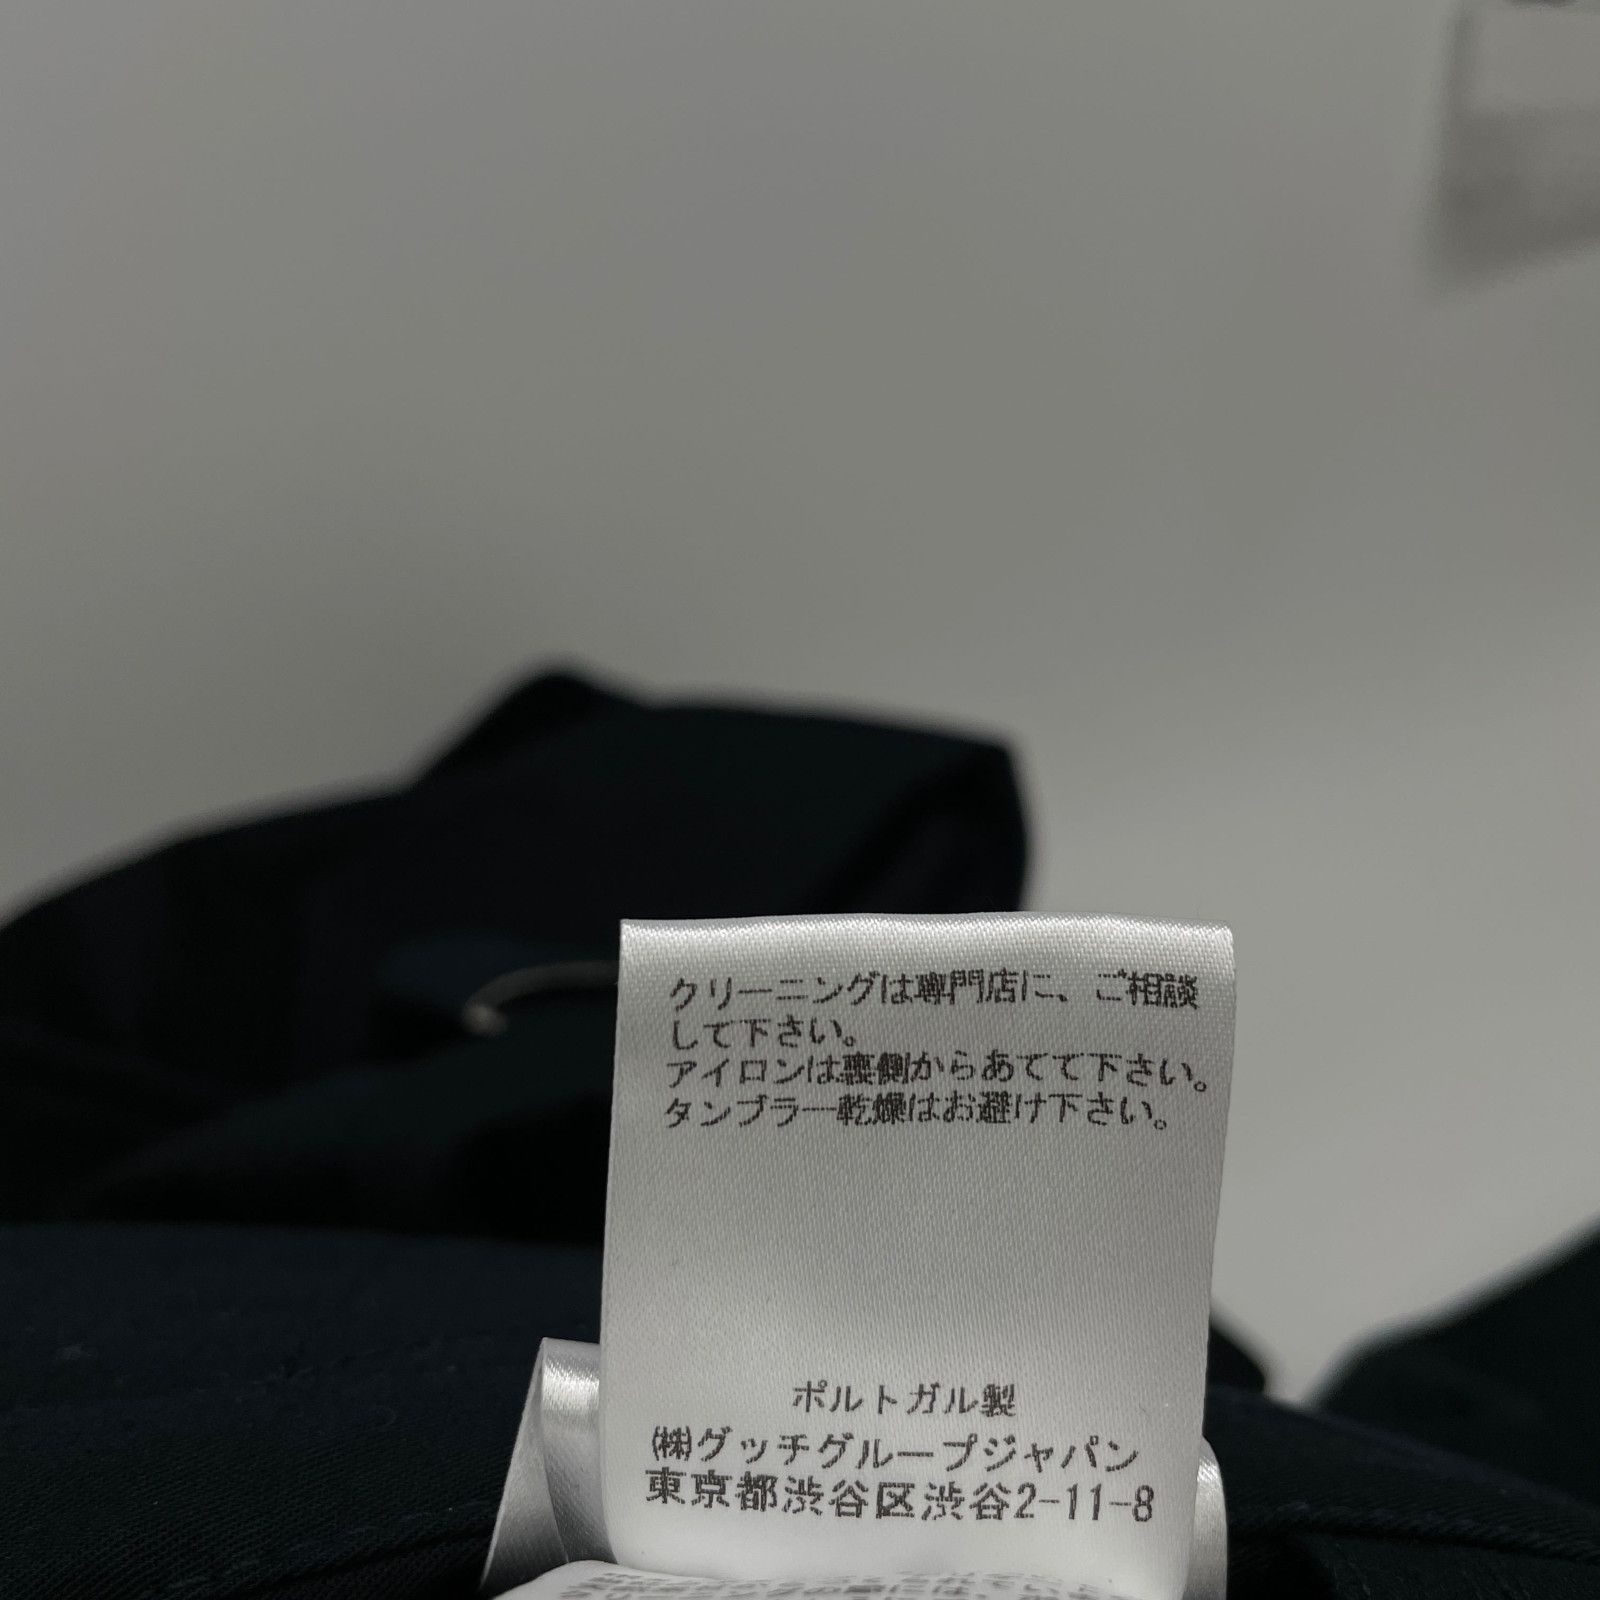 クリーニングは専門店に、ご相談
して下さい。
アイロンは裏側からあてて下さい。
タンブラー乾燥はお避け下さい。
ポルトガル製
(株)グッチグループジャパン
東京都渋谷区渋谷2-11-8